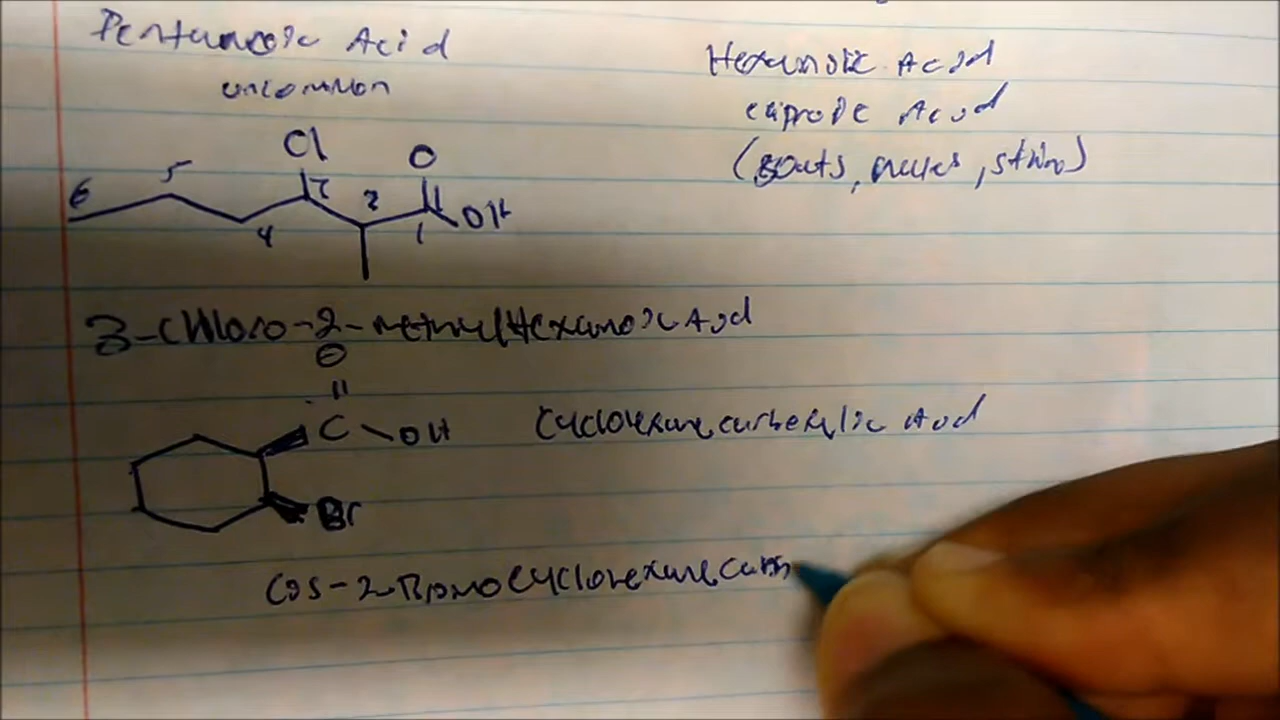 Pentanoic Acid
uncommon
Hexanoic Acid
caproic Acid
(goats, , )
Cl
O
6 5 4 3 2 1 OH
3-chloro-2-methylHexanoic Acid
O
C OH
Cyclohexanecarboxylic Acid
Br
Cis-2-Bromocyclohexanecarb